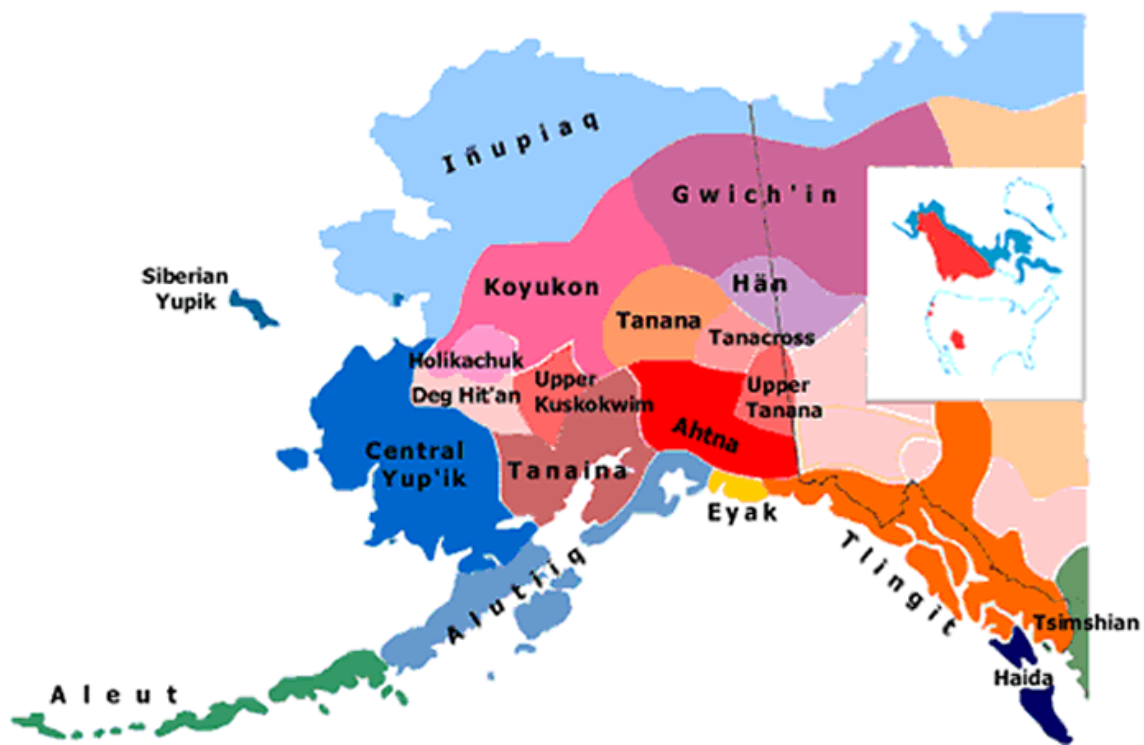 Iñupiaq
Gwich'in
Siberian
Yupik
Koyukon
Hän
Tanana
Tanacross
Holikachuk
Deg Hit'an
Upper
Kuskokwim
Upper
Tanana
Ahtna
Central
Yup'ik
Tanaina
Eyak
Alutiiq
Tlingit
Tsimshian
Haida
Aleut